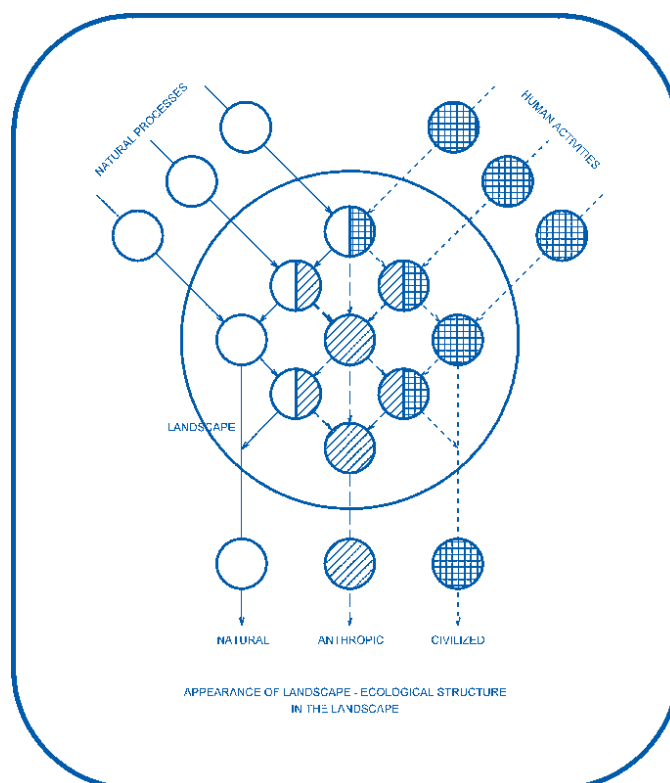 NATURAL PROCESSES
HUMAN ACTIVITIES
LANDSCAPE
NATURAL
ANTHROPIC
CIVILIZED
APPEARANCE OF LANDSCAPE - ECOLOGICAL STRUCTURE
IN THE LANDSCAPE